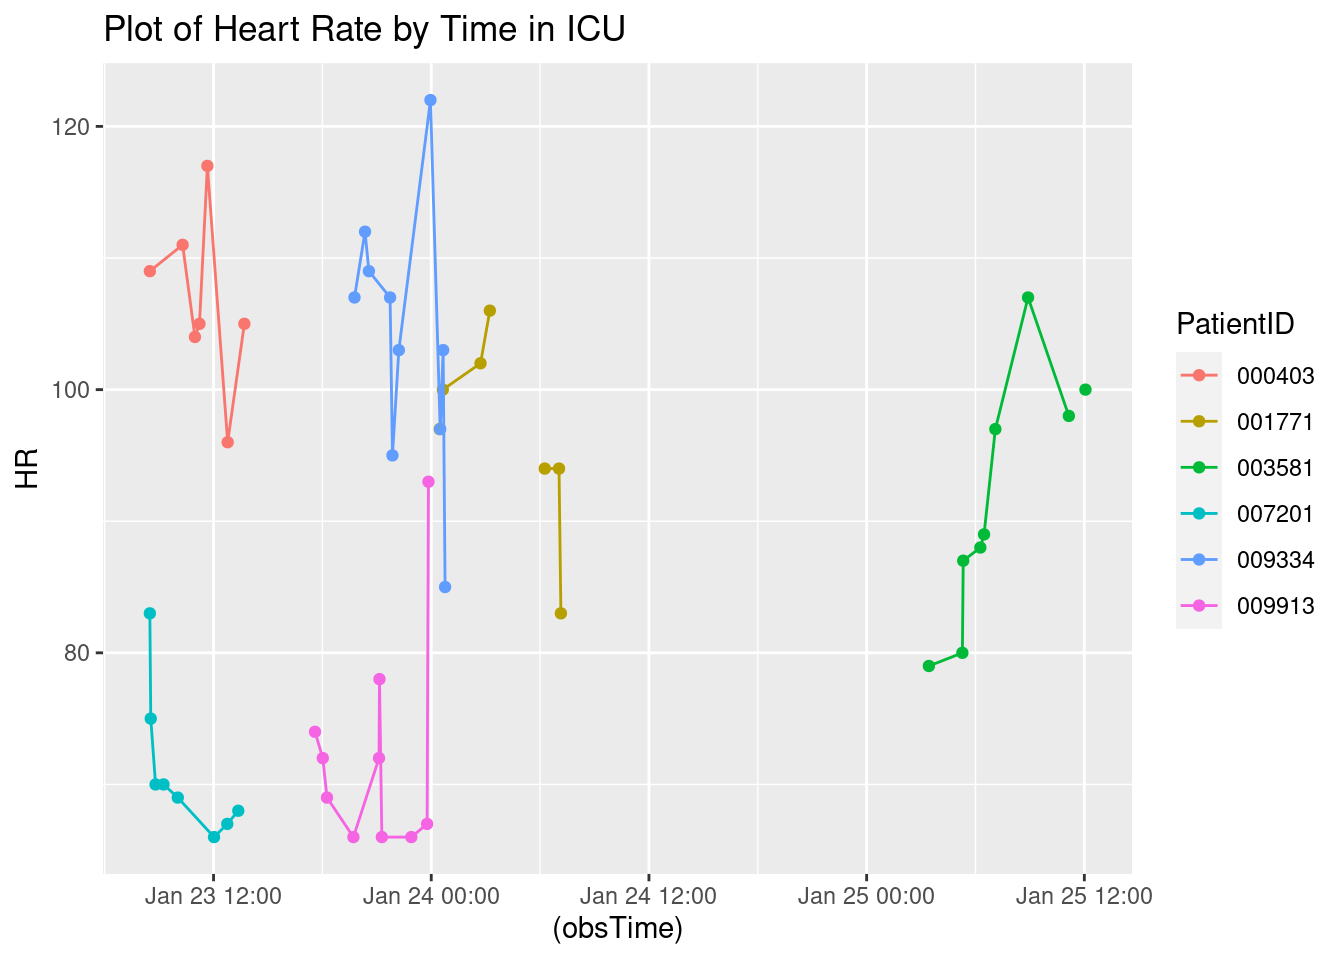 Plot of Heart Rate by Time in ICU
120
100
80
HR
Jan 23 12:00
Jan 24 00:00
Jan 24 12:00
Jan 25 00:00
Jan 25 12:00
(obsTime)
PatientID
000403
001771
003581
007201
009334
009913